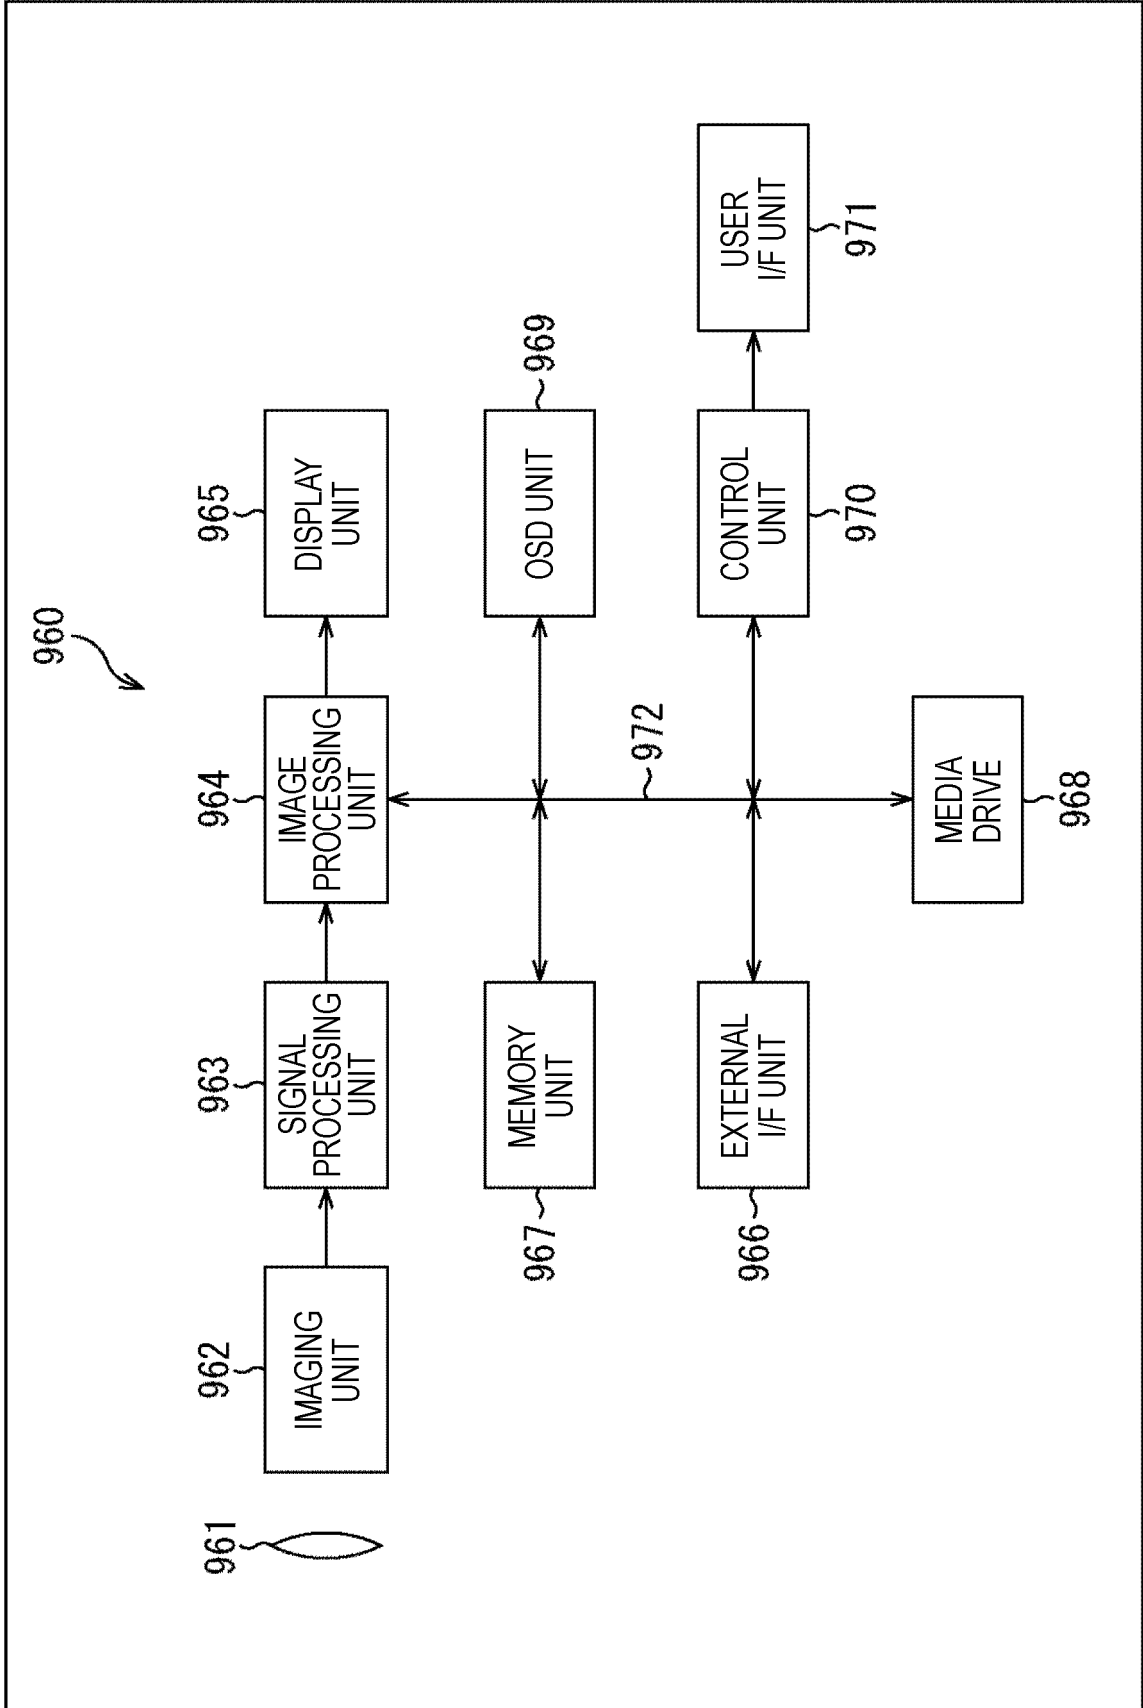 960
961
962
963
964
965
IMAGING
UNIT
SIGNAL
PROCESSING
UNIT
IMAGE
PROCESSING
UNIT
DISPLAY
UNIT
MEMORY
UNIT
967
OSD UNIT
969
972
EXTERNAL
I/F UNIT
966
CONTROL
UNIT
970
USER
I/F UNIT
971
MEDIA
DRIVE
968